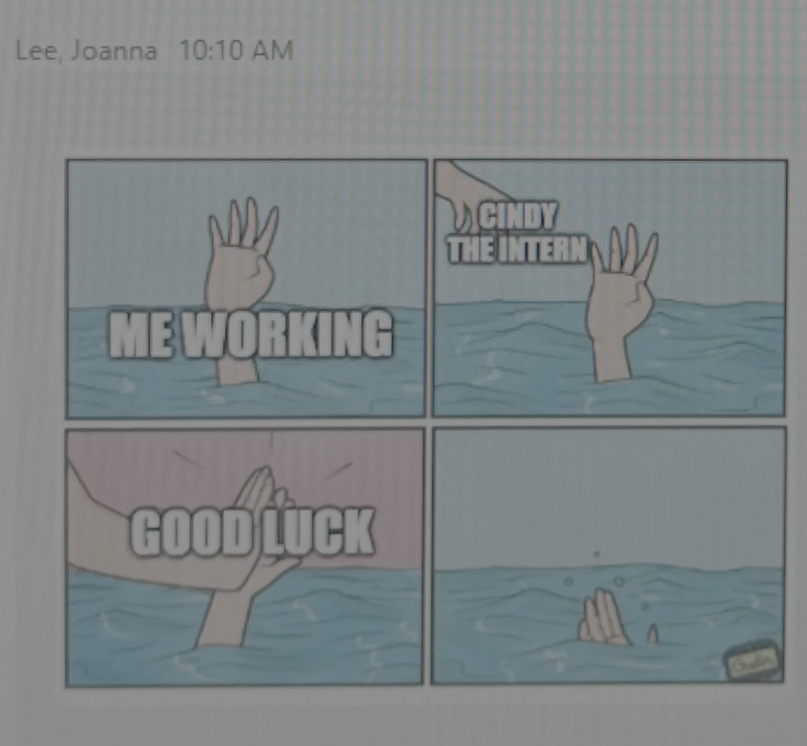 Lee, Joanna 10:10 AM
ME WORKING
CINDY
THE INTERN
GOOD LUCK